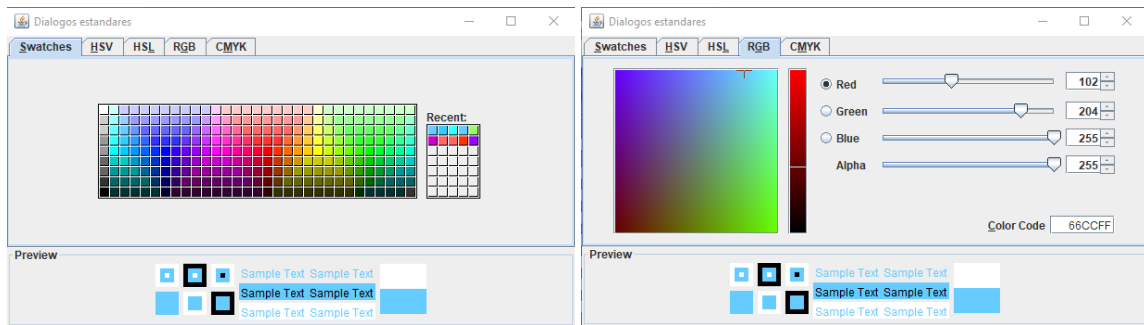 Dialogos estandares
Swatches HSV HSL RGB CMYK
Recent:
Preview
Sample Text Sample Text
Sample Text Sample Text
Sample Text Sample Text
Dialogos estandares
Swatches HSV HSL RGB CMYK
Red 102
Green 204
Blue 255
Alpha 255
Color Code 66CCFF
Preview
Sample Text Sample Text
Sample Text Sample Text
Sample Text Sample Text